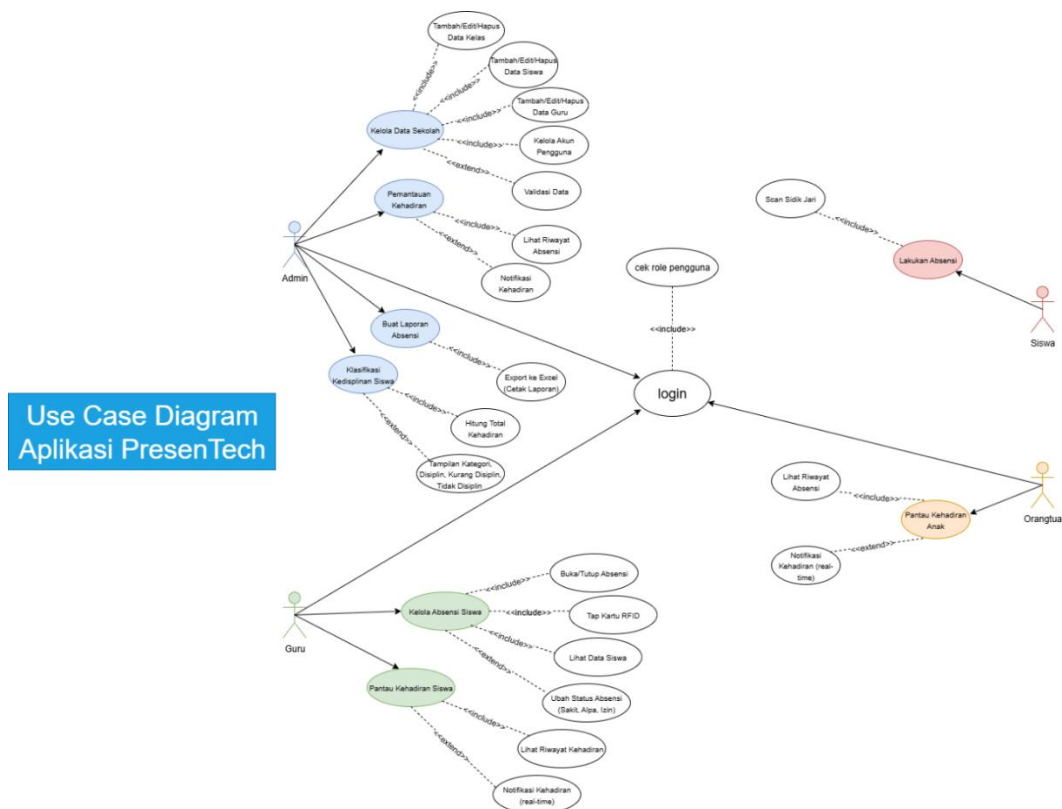 Tambah/Edit/Hapus
Data Kelas
<<include>>
Tambah/Edit/Hapus
Data Siswa
<<include>>
Tambah/Edit/Hapus
Data Guru
<<include>>
Kelola Data Sekolah
<<include>>
Kelola Akun
Pengguna
<<extend>>
Validasi Data
Pemantauan
Kehadiran
<<include>>
Lihat Riwayat
Absensi
<<extend>>
Notifikasi
Kehadiran
Admin
Buat Laporan
Absensi
<<include>>
Export ke Excel
(Cetak Laporan)
Klasifikasi
Kedisplinan Siswa
<<include>>
Hitung Total
Kehadiran
<<extend>>
Tampilan Kategori,
Disiplin, Kurang Disiplin,
Tidak Disiplin
cek role pengguna
<<include>>
login
Scan Sidik Jari
<<include>>
Lakukan Absensi
Siswa
Use Case Diagram
Aplikasi PresenTech
Lihat Riwayat
Absensi
<<include>>
Pantau Kehadiran
Anak
Orangtua
<<extend>>
Notifikasi
Kehadiran (real-
time)
Guru
Kelola Absensi Siswa
<<include>>
Buka/Tutup Absensi
<<include>>
Tap Kartu RFID
<<include>>
Lihat Data Siswa
<<extend>>
Ubah Status Absensi
(Sakit, Alpa, Izin)
Pantau Kehadiran Siswa
<<include>>
Lihat Riwayat Kehadiran
<<extend>>
Notifikasi Kehadiran
(real-time)